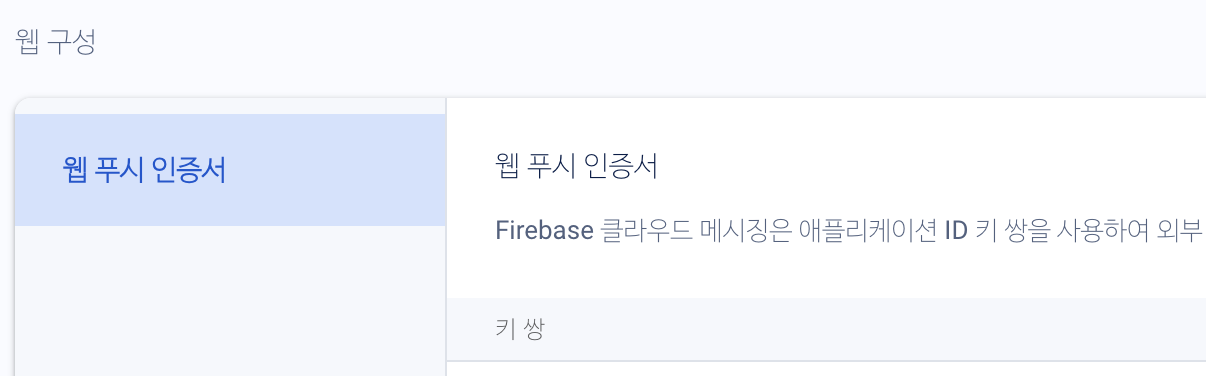 웹 구성
웹 푸시 인증서
웹 푸시 인증서
Firebase 클라우드 메시징은 애플리케이션 ID 키 쌍을 사용하여 외부
키 쌍